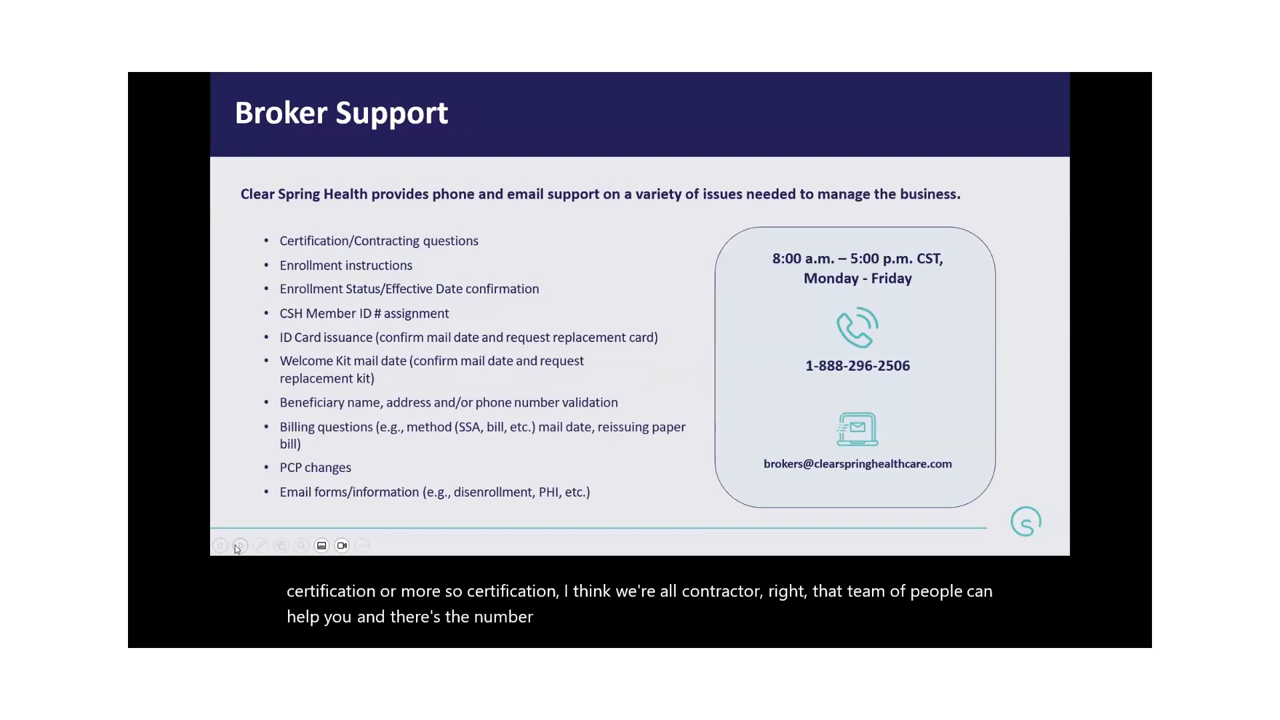 Broker Support
Clear Spring Health provides phone and email support on a variety of issues needed to manage the business.
• Certification/Contracting questions
• Enrollment instructions
• Enrollment Status/Effective Date confirmation
• CSH Member ID # assignment
• ID Card issuance (confirm mail date and request replacement card)
• Welcome Kit mail date (confirm mail date and request
replacement kit)
• Beneficiary name, address and/or phone number validation
• Billing questions (e.g., method (SSA, bill, etc.) mail date, reissuing paper
bill)
• PCP changes
• Email forms/information (e.g., disenrollment, PHI, etc.)
8:00 a.m. – 5:00 p.m. CST,
Monday - Friday
1-888-296-2506
brokers@clearspringhealthcare.com
S
certification or more so certification, I think we're all contractor, right, that team of people can
help you and there's the number